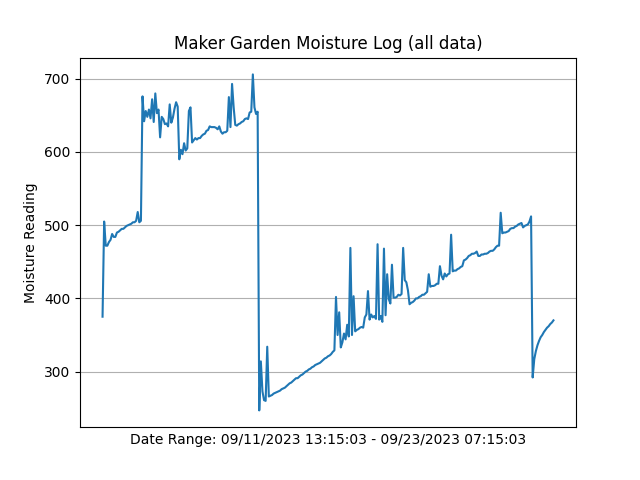 Maker Garden Moisture Log (all data)
700
600
500
400
300
Moisture Reading
Date Range: 09/11/2023 13:15:03 - 09/23/2023 07:15:03